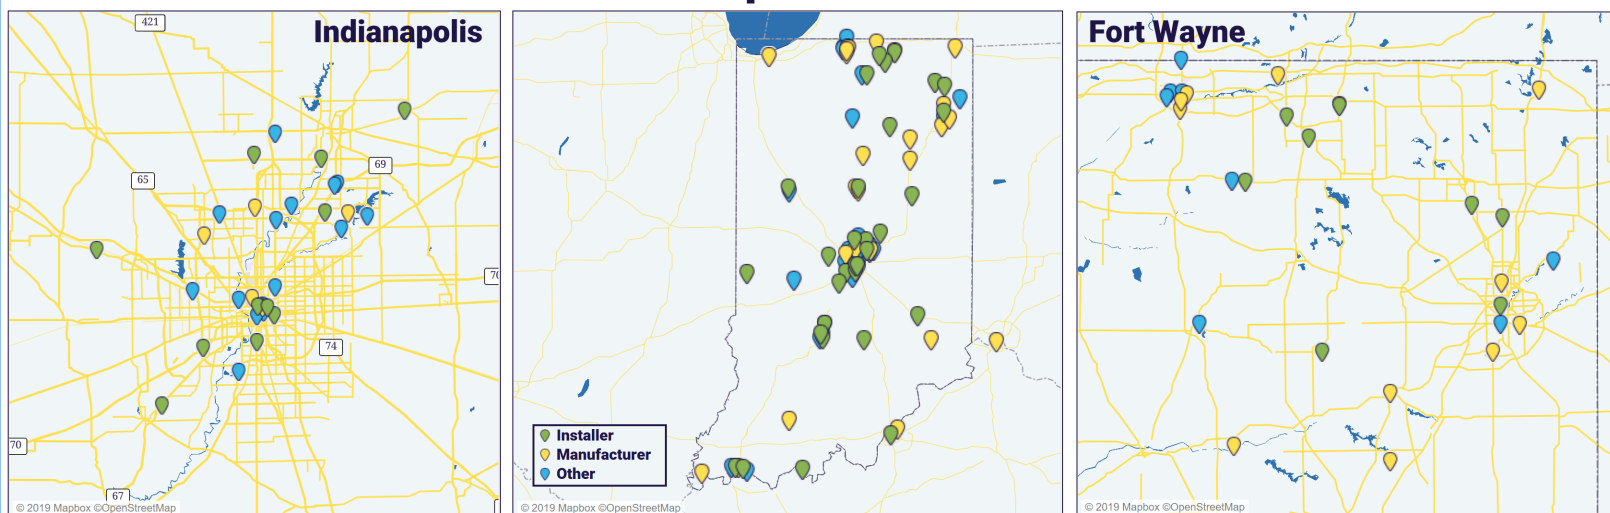 Indianapolis
421
69
65
70
74
70
67
© 2019 Mapbox ©OpenStreetMap
Installer
Manufacturer
Other
© 2019 Mapbox ©OpenStreetMap
Fort Wayne
© 2019 Mapbox ©OpenStreetMap